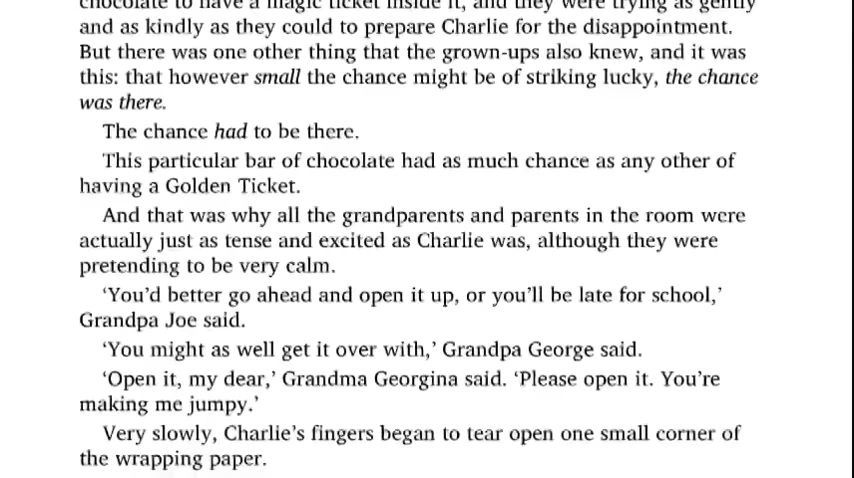 chocolate to have a magic ticket inside it, and they were trying as gently
and as kindly as they could to prepare Charlie for the disappointment.
But there was one other thing that the grown-ups also knew, and it was
this: that however small the chance might be of striking lucky, the chance
was there.
The chance had to be there.
This particular bar of chocolate had as much chance as any other of
having a Golden Ticket.
And that was why all the grandparents and parents in the room were
actually just as tense and excited as Charlie was, although they were
pretending to be very calm.
‘You’d better go ahead and open it up, or you’ll be late for school,’
Grandpa Joe said.
‘You might as well get it over with,’ Grandpa George said.
‘Open it, my dear,’ Grandma Georgina said. ‘Please open it. You’re
making me jumpy.’
Very slowly, Charlie’s fingers began to tear open one small corner of
the wrapping paper.